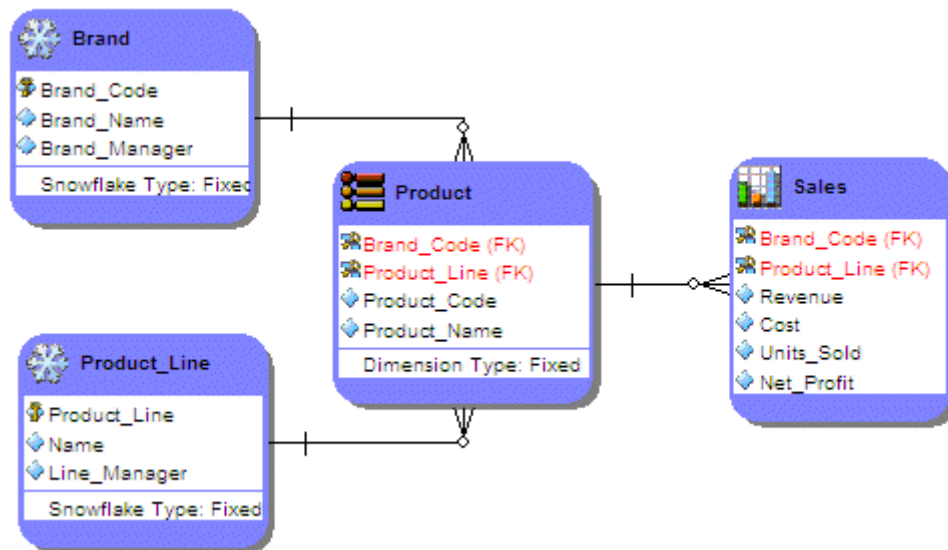 Brand
Brand_Code
Brand_Name
Brand_Manager
Snowflake Type: Fixed
Product_Line
Product_Line
Name
Line_Manager
Snowflake Type: Fixed
Product
Brand_Code (FK)
Product_Line (FK)
Product_Code
Product_Name
Dimension Type: Fixed
Sales
Brand_Code (FK)
Product_Line (FK)
Revenue
Cost
Units_Sold
Net_Profit